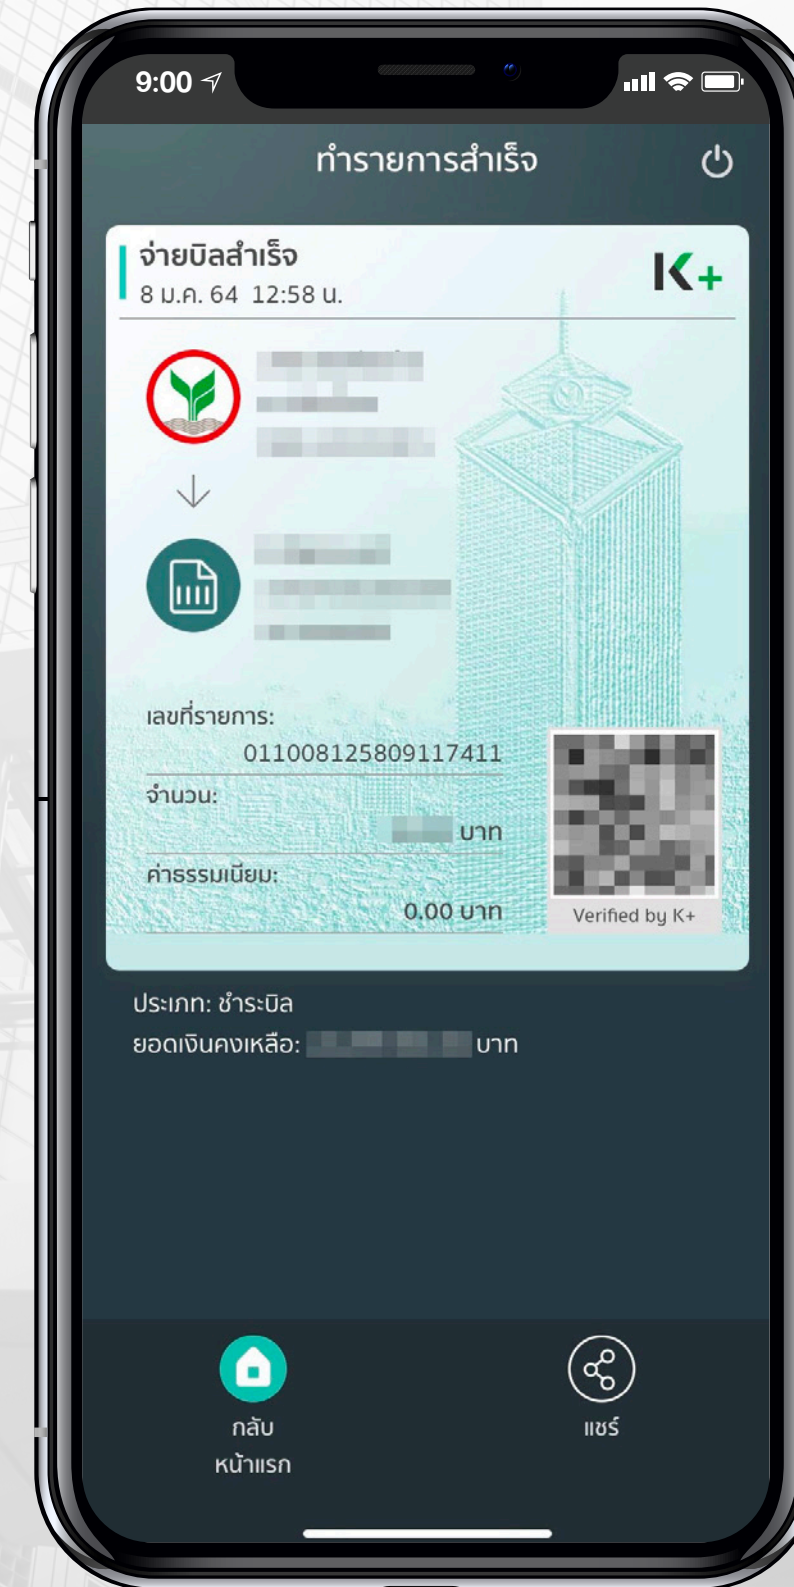 9:00
ทำรายการสำเร็จ
จ่ายบิลสำเร็จ
8 ม.ค. 64 12:58 น.
K+
เลขที่รายการ:
011008125809117411
จำนวน:
บาท
ค่าธรรมเนียม:
0.00 บาท
Verified by K+
ประเภท: ชำระบิล
ยอดเงินคงเหลือ: บาท
กลับ
หน้าแรก
แชร์